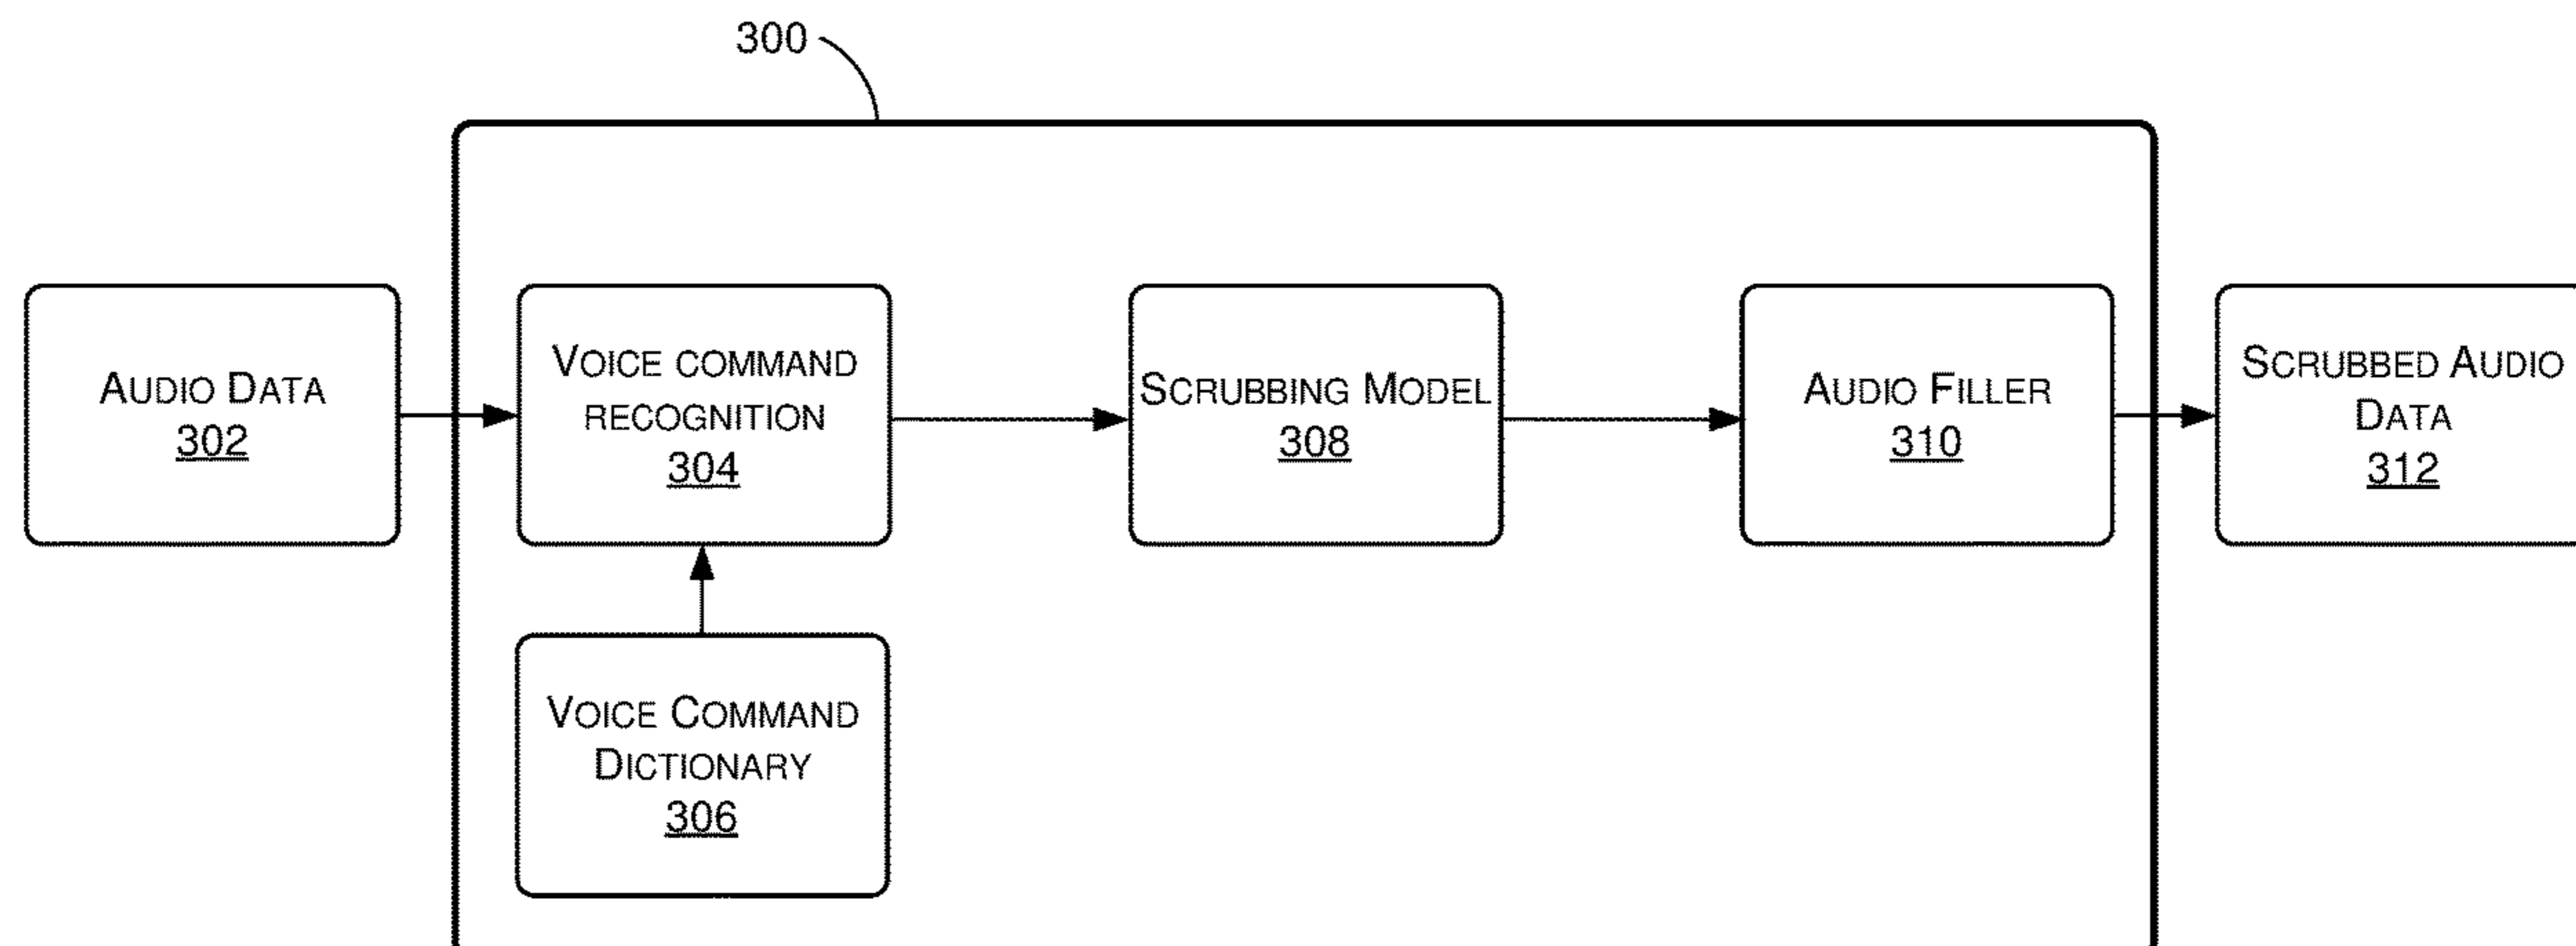 300
AUDIO DATA
302
VOICE COMMAND
RECOGNITION
304
SCRUBBING MODEL
308
AUDIO FILLER
310
SCRUBBED AUDIO
DATA
312
VOICE COMMAND
DICTIONARY
306